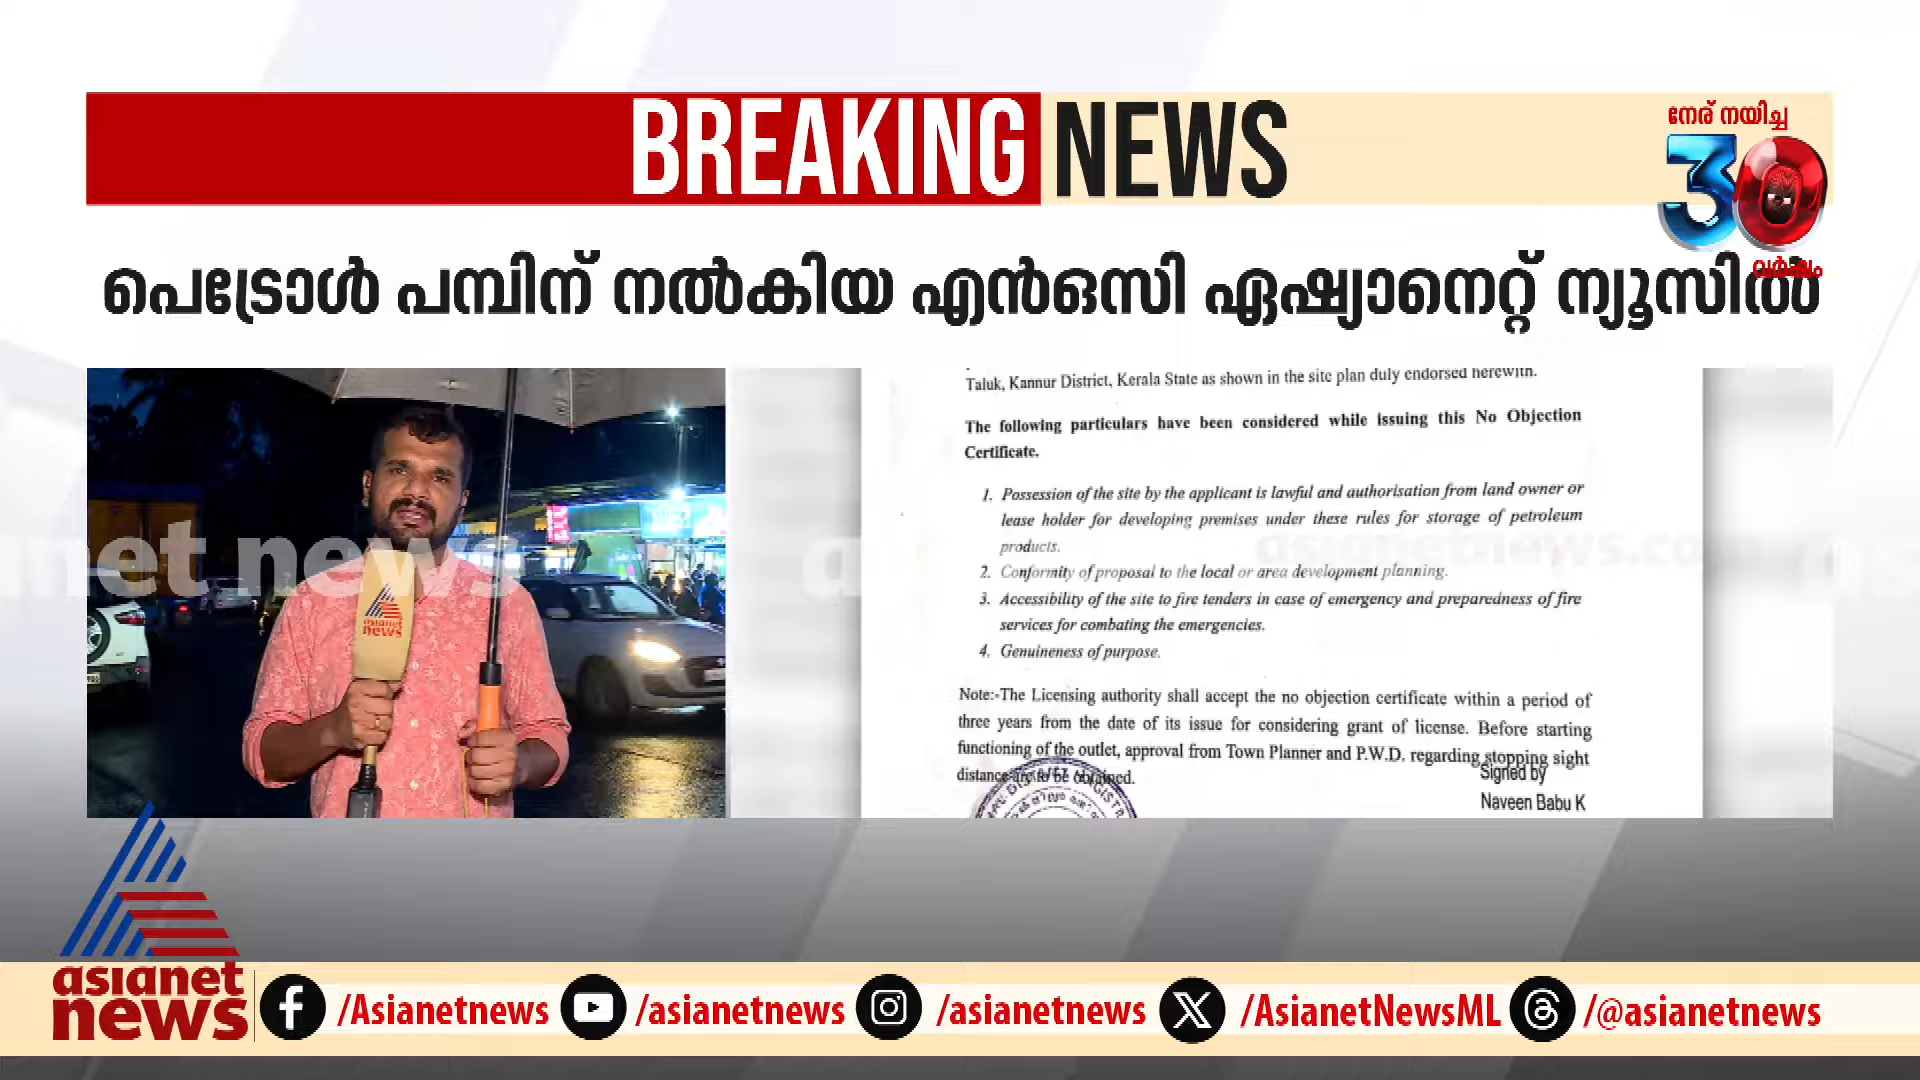 BREAKING NEWS
നേര് നയിച്ച
30
വർഷം
പെട്രോൾ പമ്പിന് നൽകിയ എൻഒസി ഏഷ്യാനെറ്റ് ന്യൂസിൽ
Taluk, Kannur District, Kerala State as shown in the site plan duly endorsed herewith.
The following particulars have been considered while issuing this No Objection
Certificate.
1. Possession of the site by the applicant is lawful and authorisation from land owner or
lease holder for developing premises under these rules for storage of petroleum
products.
2. Conformity of proposal to the local or area development planning.
3. Accessibility of the site to fire tenders in case of emergency and preparedness of fire
services for combating the emergencies.
4. Genuineness of purpose.
Note:-The Licensing authority shall accept the no objection certificate within a period of
three years from the date of its issue for considering grant of license. Before starting
functioning of the outlet, approval from Town Planner and P.W.D. regarding stopping sight
distance are to be obtained.
Signed by
Naveen Babu K
anet news
asianetnews.co
asianet
news
asianet
news
/Asianetnews
/asianetnews
/asianetnews
/AsianetNewsML
/@asianetnews